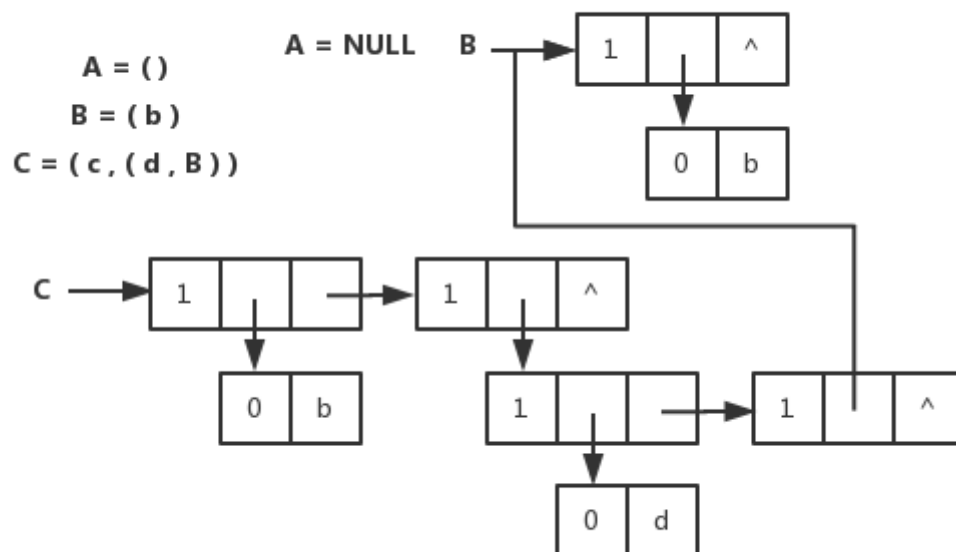 A = NULL B 1 ^
A = ( )
B = ( b )
0 b
C = ( c , ( d , B ) )
C 1 1 ^
0 b 1 1 ^
0 d